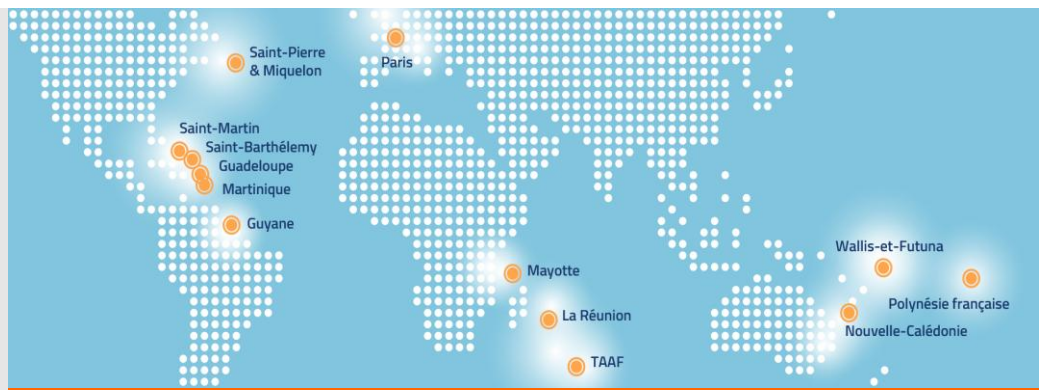 Saint-Pierre
& Miquelon
Paris
Saint-Martin
Saint-Barthélemy
Guadeloupe
Martinique
Guyane
Mayotte
La Réunion
TAAF
Wallis-et-Futuna
Polynésie française
Nouvelle-Calédonie